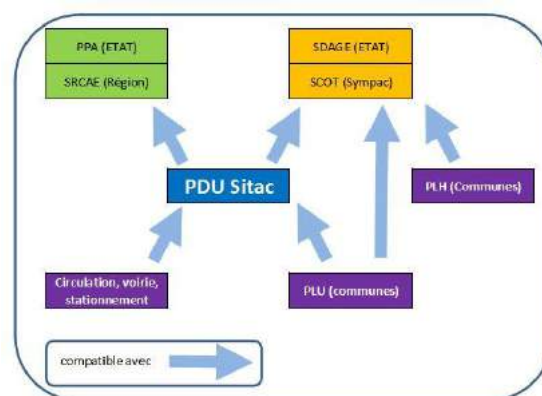 PPA (ETAT)
SRCAE (Région)
SDAGE (ETAT)
SCOT (Sympac)
PDU Sitac
PLH (Communes)
Circulation, voirie,
stationnement
PLU (communes)
compatible avec